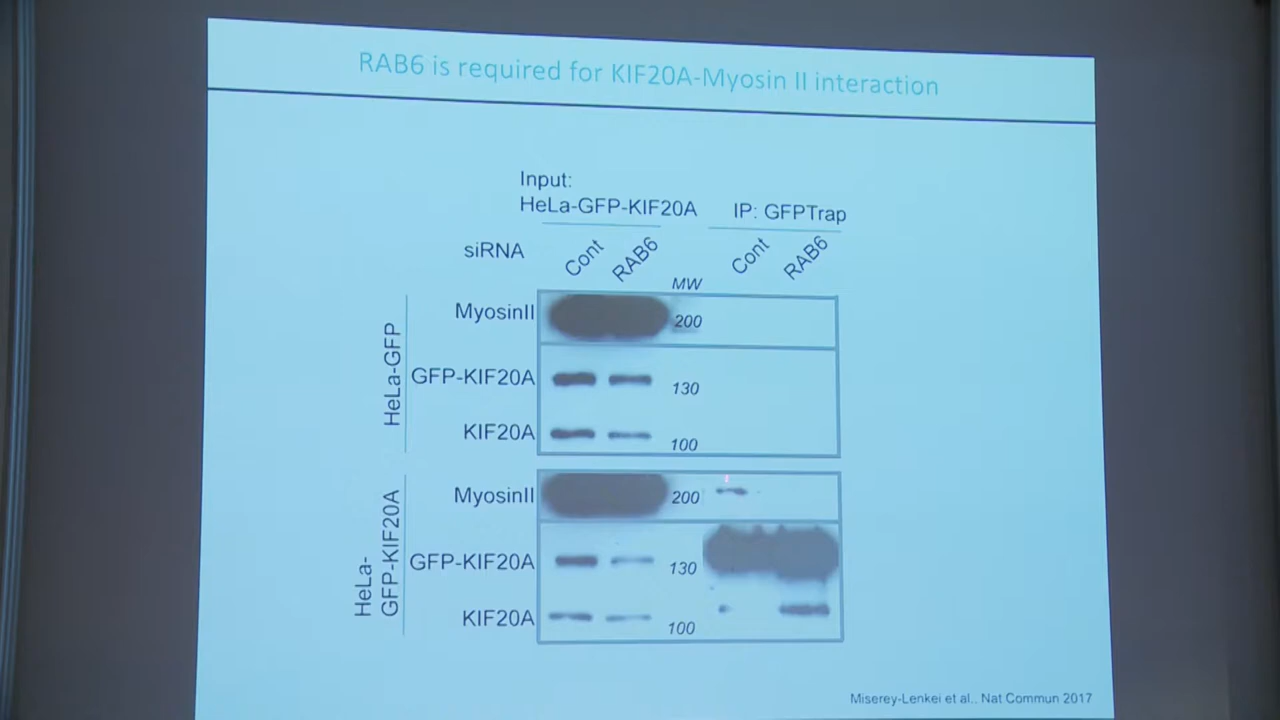 RAB6 is required for KIF20A-Myosin II interaction
Input:
HeLa-GFP-KIF20A
IP: GFPTrap
siRNA
Cont
RAB6
Cont
RAB6
MW
HeLa-GFP
MyosinII
200
GFP-KIF20A
130
KIF20A
100
HeLa-
GFP-KIF20A
MyosinII
200
GFP-KIF20A
130
KIF20A
100
Miserey-Lenkei et al.. Nat Commun 2017